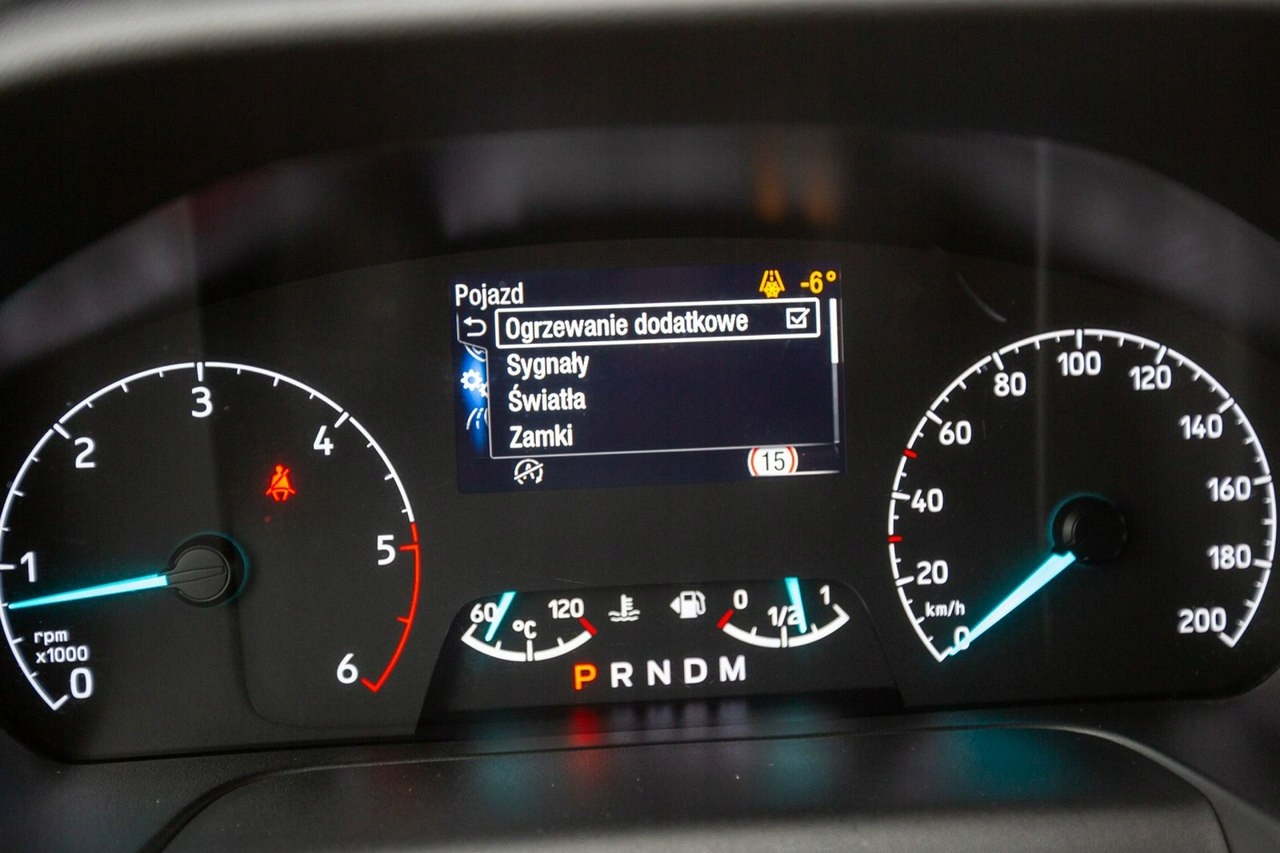 Pojazd -6°
Ogrzewanie dodatkowe
Sygnały
Światła
Zamki
15
0
1
2
3
4
5
6
rpm
x1000
60 °C 120
0 1/2 1
P R N D M
0
20
40
60
80
100
120
140
160
180
200
km/h